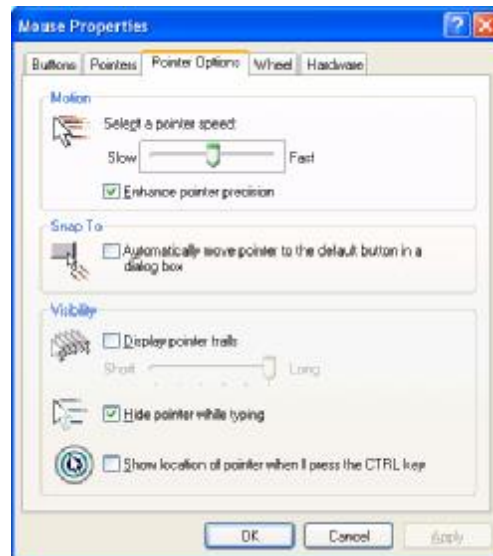 Mouse Properties
Buttons Pointers Pointer Options Wheel Hardware
Motion
Select a pointer speed:
Slow Fast
Enhance pointer precision
Snap To
Automatically move pointer to the default button in a
dialog box
Visibility
Display pointer trails
Short Long
Hide pointer while typing
Show location of pointer when I press the CTRL key
OK Cancel Apply